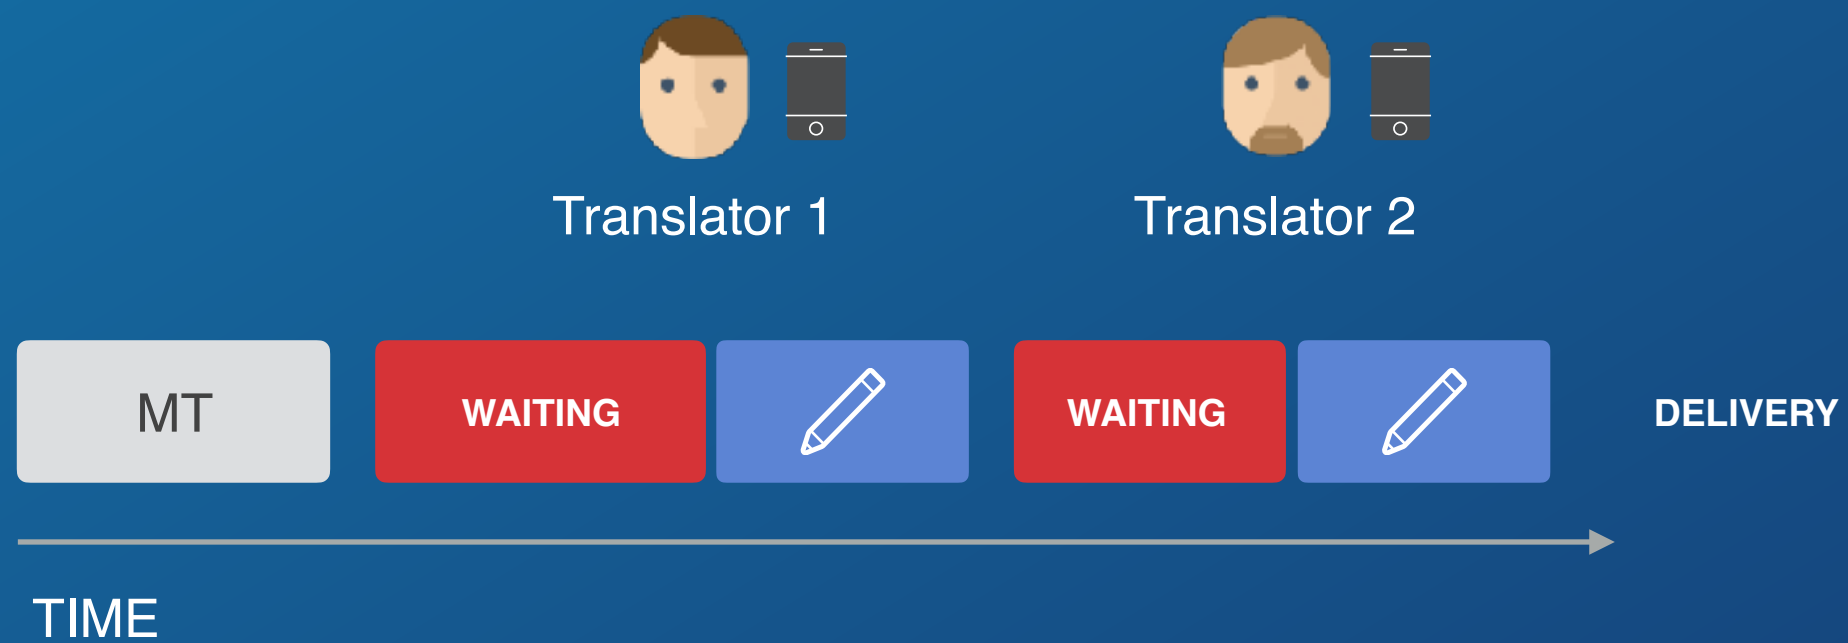 Translator 1
Translator 2
MT
WAITING
WAITING
DELIVERY
TIME